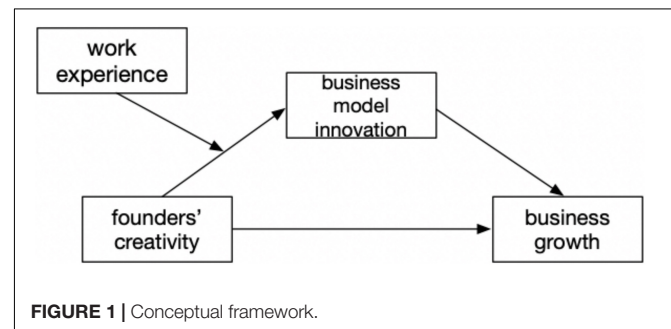 work
experience
business
model
innovation
founders'
creativity
business
growth
FIGURE 1 | Conceptual framework.